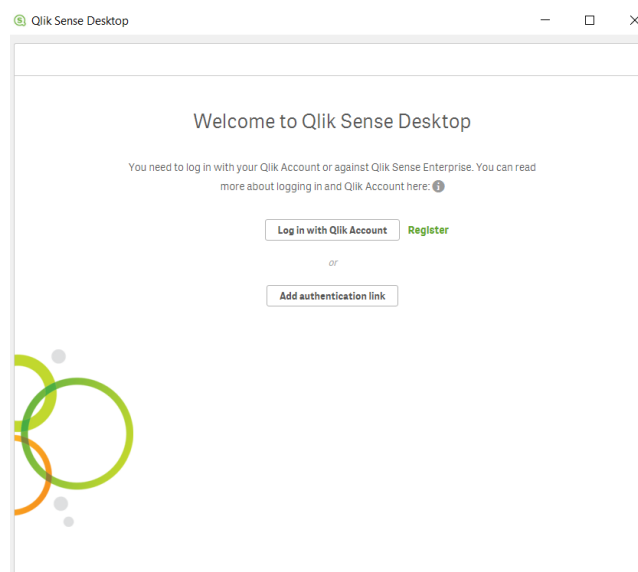 Qlik Sense Desktop
Welcome to Qlik Sense Desktop
You need to log in with your Qlik Account or against Qlik Sense Enterprise. You can read
more about logging in and Qlik Account here:
Log in with Qlik Account Register
or
Add authentication link